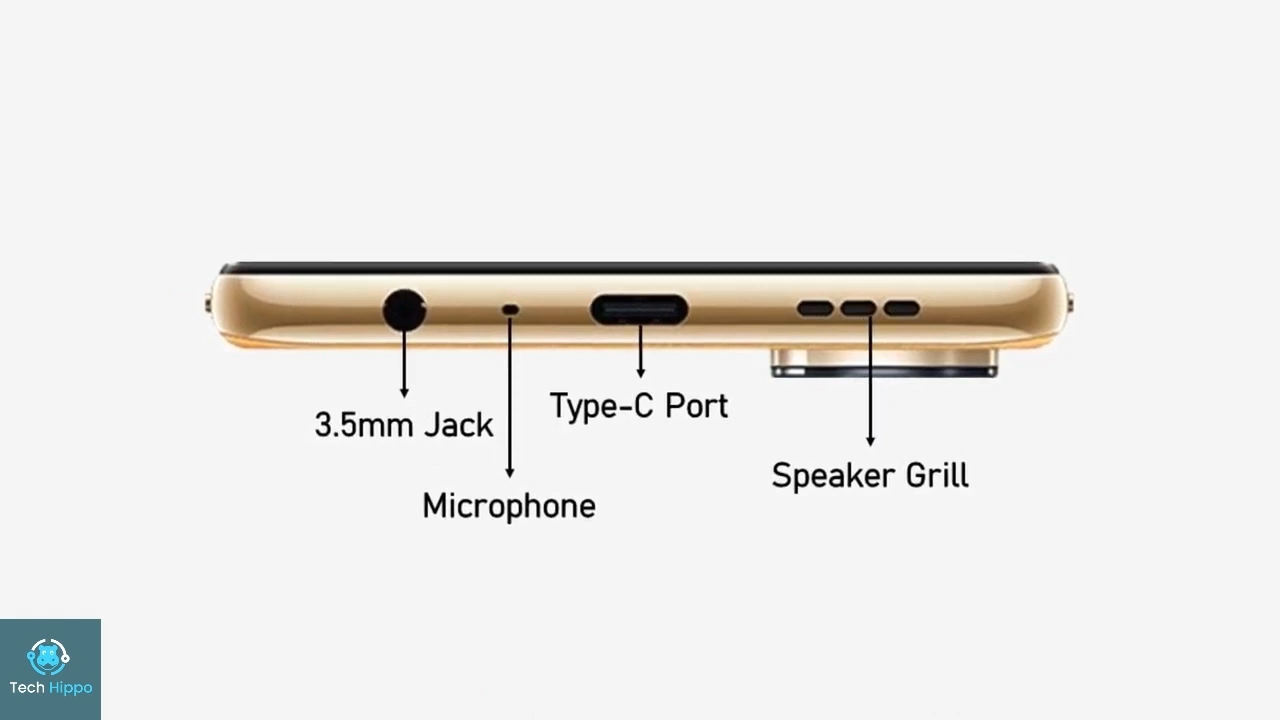 3.5mm Jack
Type-C Port
Microphone
Speaker Grill
Tech Hippo